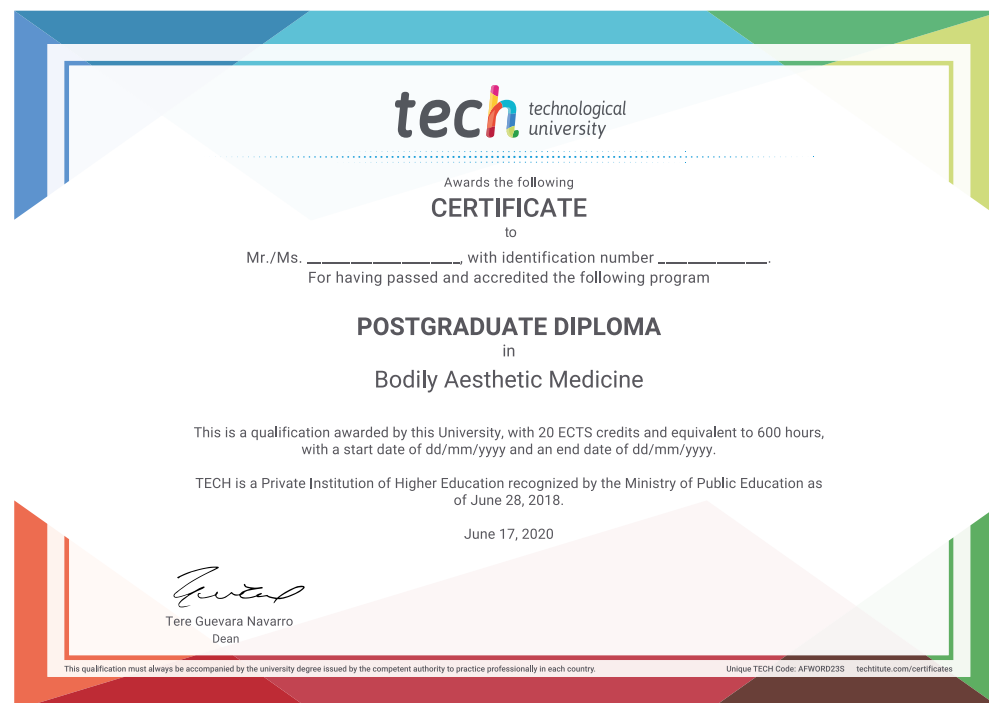 tech technological
university
Awards the following
CERTIFICATE
to
Mr./Ms. ____________________, with identification number ______________.
For having passed and accredited the following program
POSTGRADUATE DIPLOMA
in
Bodily Aesthetic Medicine
This is a qualification awarded by this University, with 20 ECTS credits and equivalent to 600 hours,
with a start date of dd/mm/yyyy and an end date of dd/mm/yyyy.
TECH is a Private Institution of Higher Education recognized by the Ministry of Public Education as
of June 28, 2018.
June 17, 2020
Tere Guevara Navarro
Dean
This qualification must always be accompanied by the university degree issued by the competent authority to practice professionally in each country.
Unique TECH Code: AFWORD23S techtitute.com/certificates